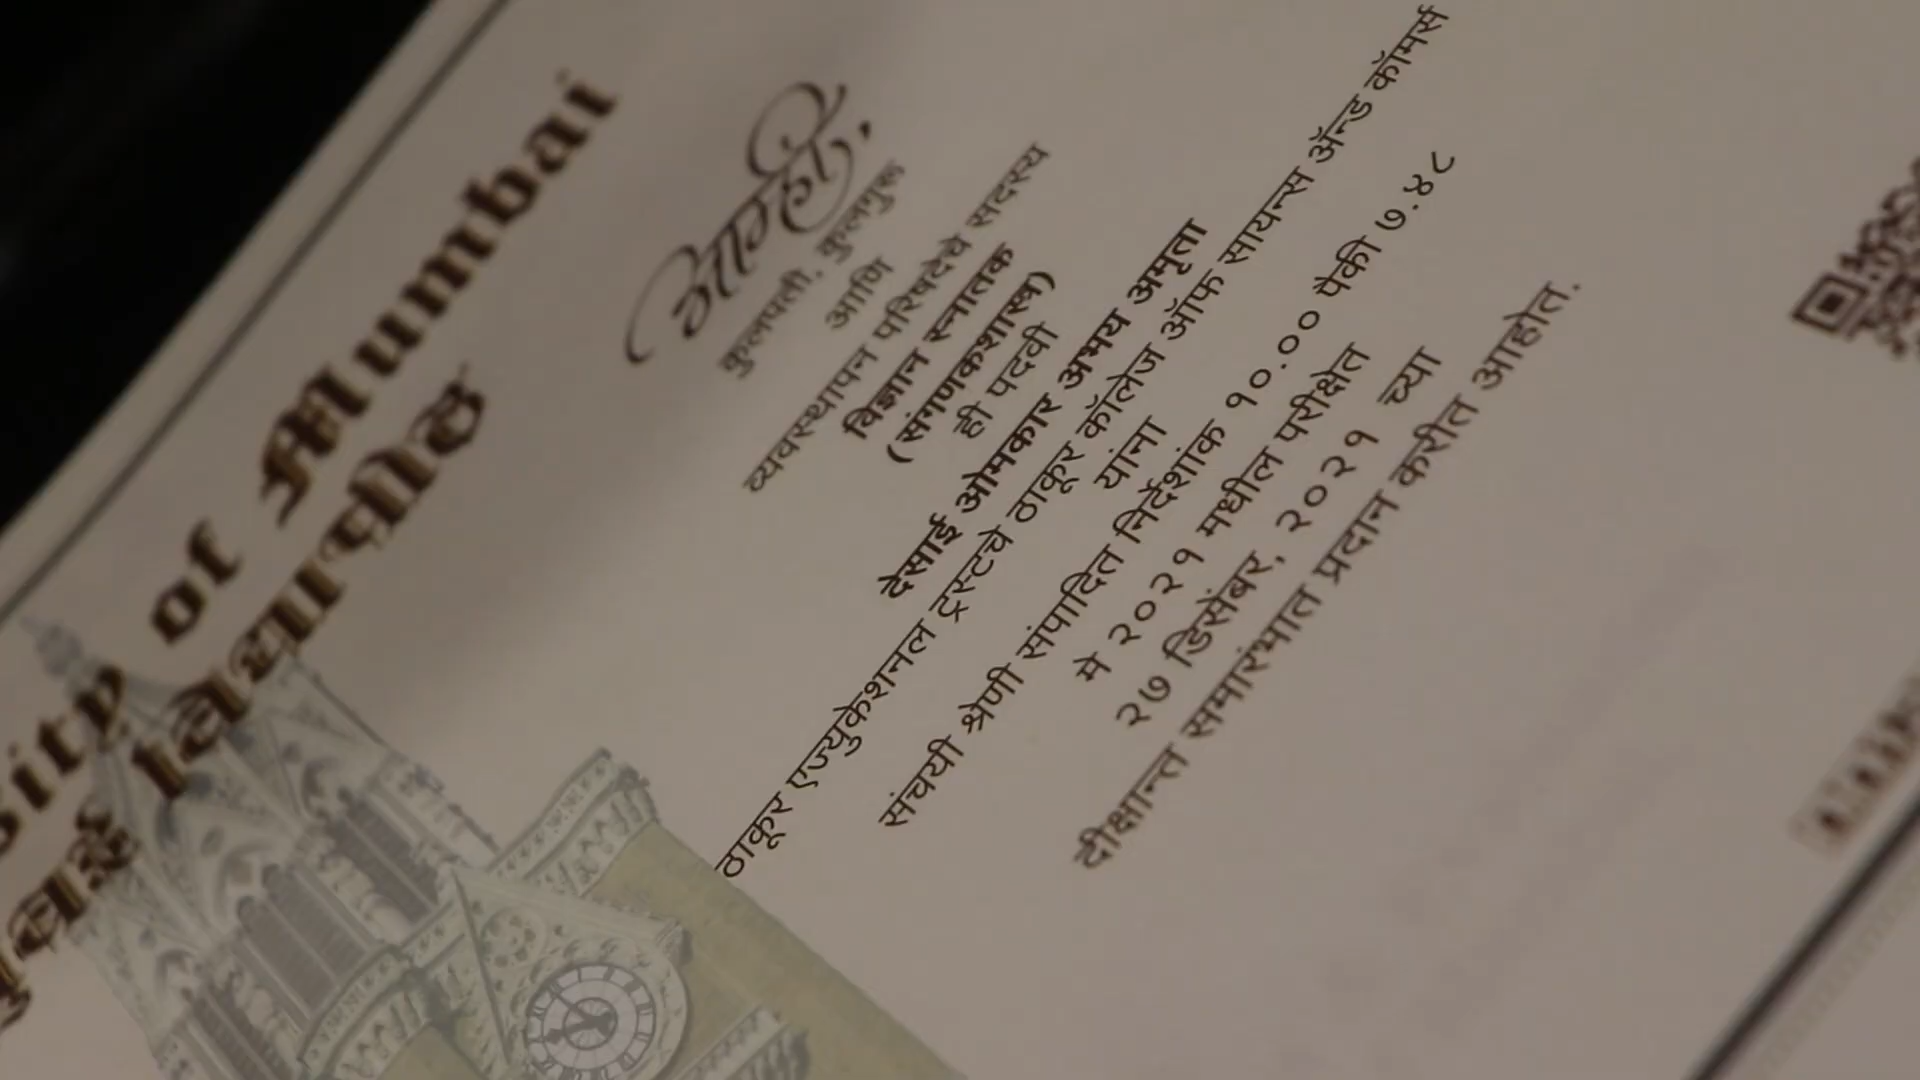 sity of Mumbai
मुंबई विद्यापीठ
आम्ही,
कुलपती, कुलगुरू
आणि
व्यवस्थापन परिषदेचे सदस्य
विज्ञान स्नातक
(संगणकशास्त्र)
ही पदवी
देसाई ओमकार अभय अमृता
ठाकूर एज्युकेशनल ट्रस्टचे ठाकूर कॉलेज ऑफ सायन्स ॲन्ड कॉमर्स
यांना
संचयी श्रेणी संपादित निर्देशांक १०.०० पैकी ७.४८
मे २०२१ मधील परीक्षेत
२७ डिसेंबर, २०२१ च्या
दीक्षान्त समारंभात प्रदान करीत आहोत.